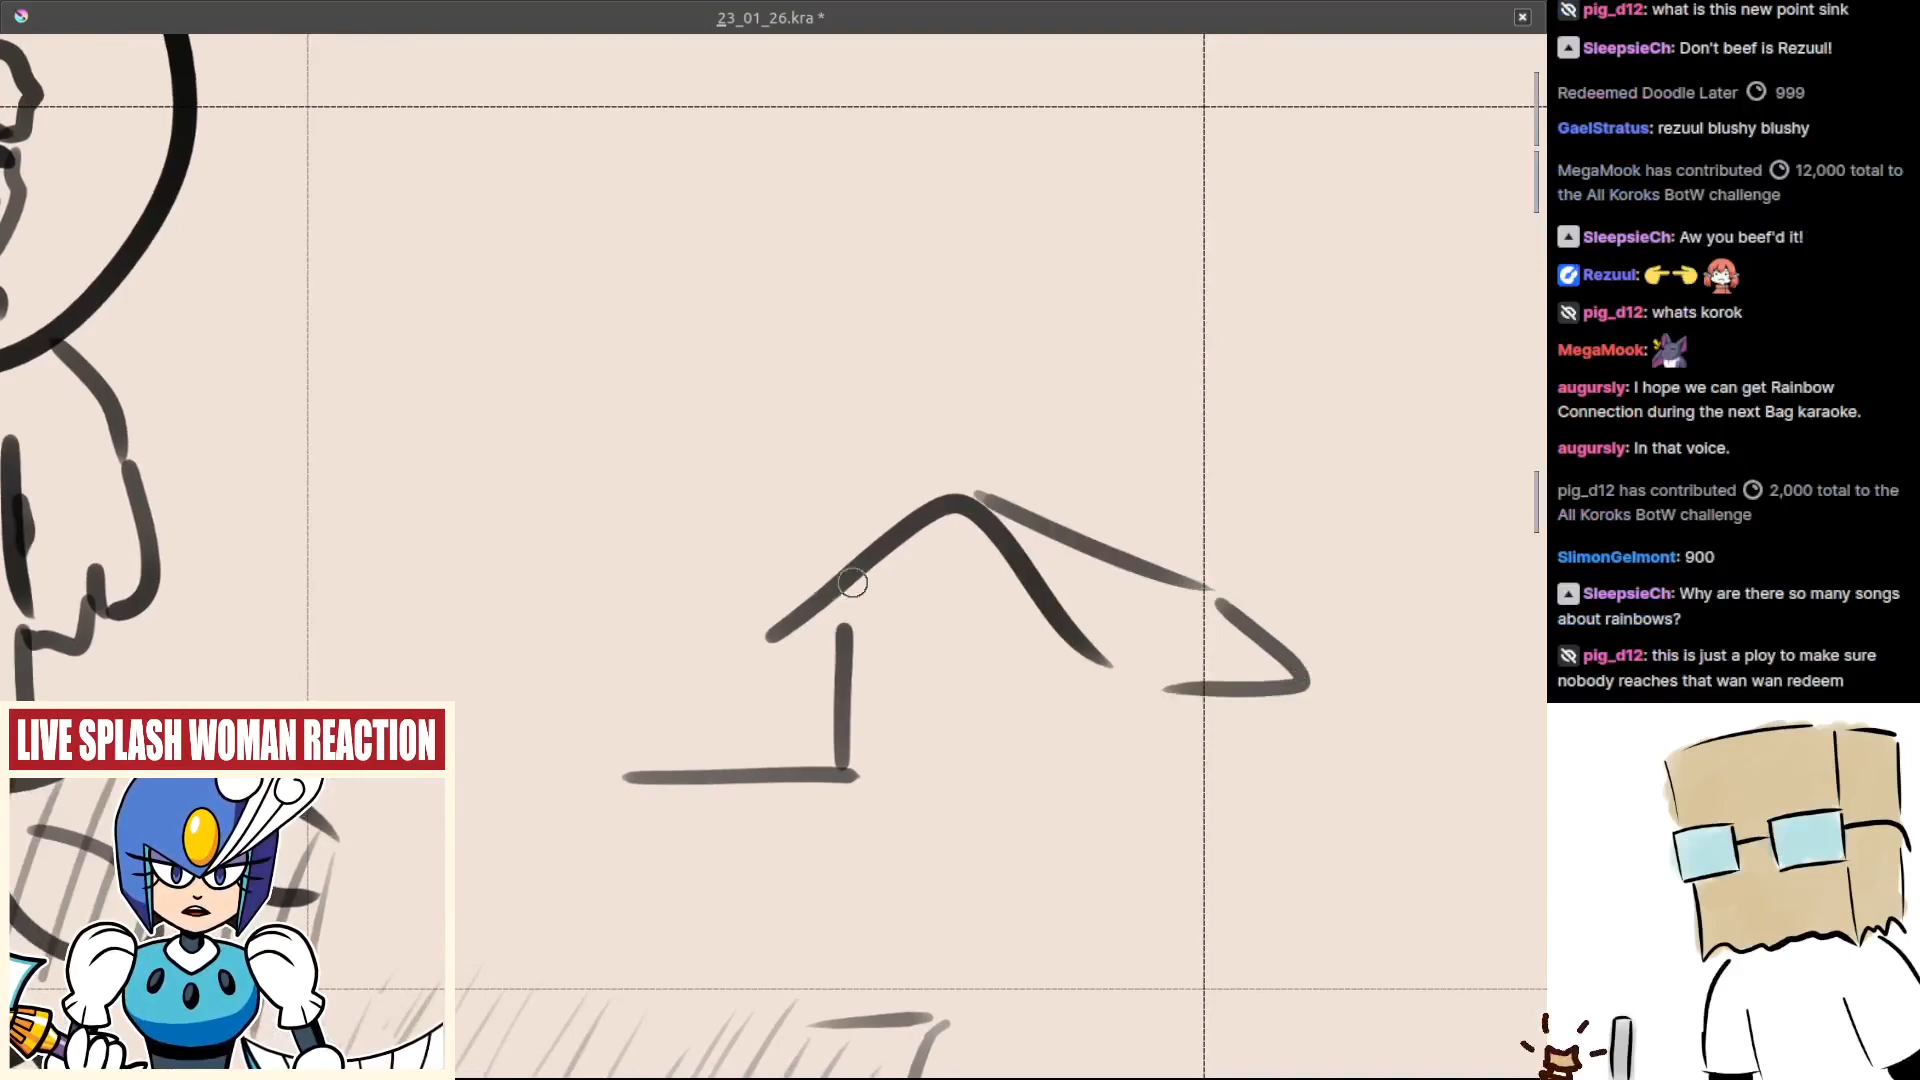 23_01_26.kra *
pig_d12: what is this new point sink
SleepsieCh: Don't beef is Rezuul!
Redeemed Doodle Later 999
GaelStratus: rezuul blushy blushy
MegaMook has contributed 12,000 total to
the All Koroks BotW challenge
SleepsieCh: Aw you beef'd it!
Rezuul:
pig_d12: whats korok
MegaMook:
augursly: I hope we can get Rainbow
Connection during the next Bag karaoke.
augursly: In that voice.
pig_d12 has contributed 2,000 total to the
All Koroks BotW challenge
SlimonGelmont: 900
SleepsieCh: Why are there so many songs
about rainbows?
pig_d12: this is just a ploy to make sure
nobody reaches that wan wan redeem
LIVE SPLASH WOMAN REACTION